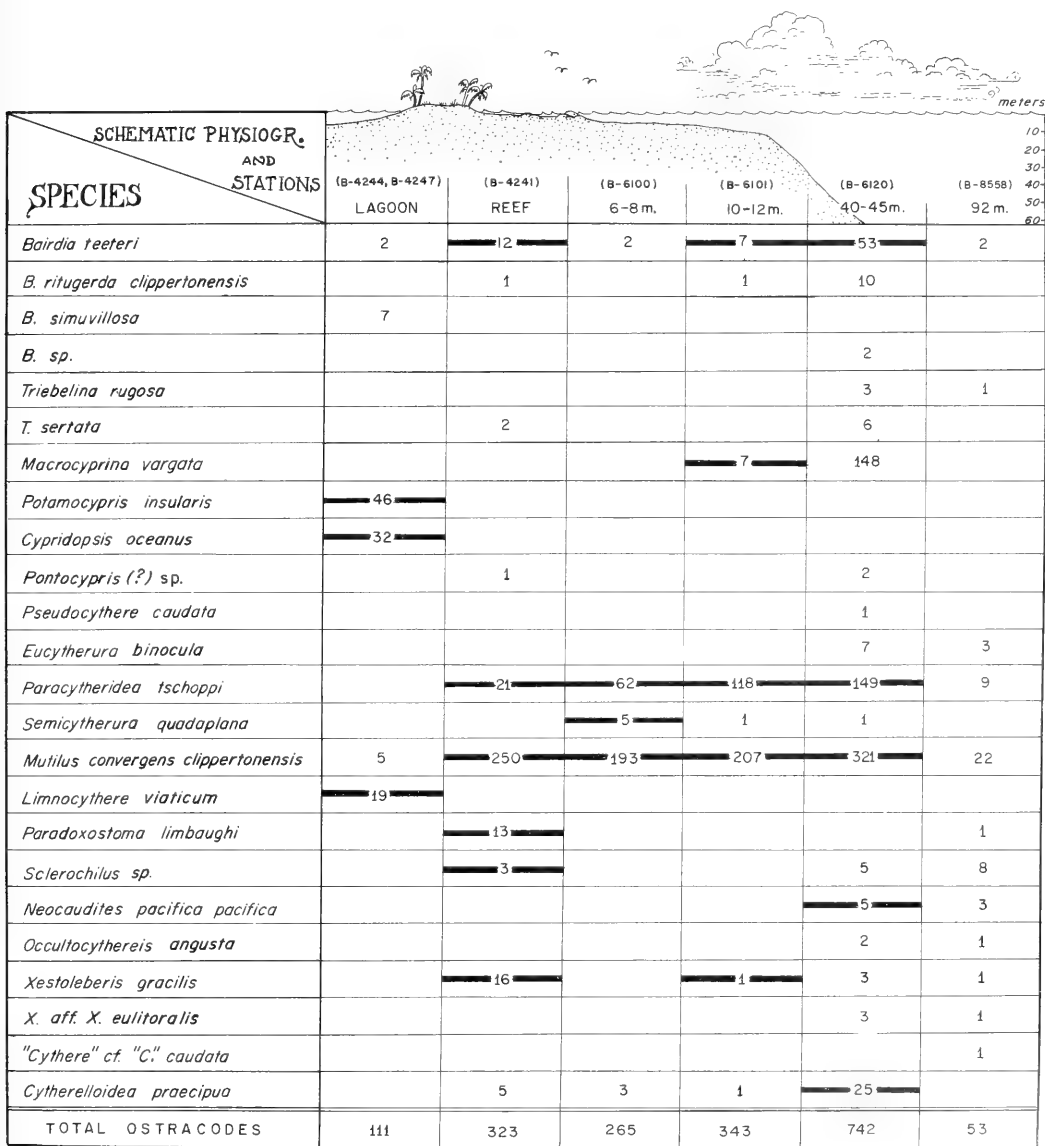 meters
SCHEMATIC PHYSIOGR.
AND
STATIONS
SPECIES
10
20
30
40
50
60
(B-4244, B-4247) (B-4241) (B-6100) (B-6101) (B-6120) (B-8558)
LAGOON REEF 6-8m. 10-12m. 40-45m. 92m.
Bairdia teeteri 2 12 2 7 53 2
B. ritugerda clippertonensis 1 1 10
B. simuvillosa 7
B. sp. 2
Triebelina rugosa 3 1
T. sertata 2 6
Macrocyprina vargata 7 148
Potamocypris insularis 46
Cypridopsis oceanus 32
Pontocypris (?) sp. 1 2
Pseudocythere caudata 1
Eucytherura binocula 7 3
Paracytheridea tschoppi 21 62 118 149 9
Semicytherura quadaplana 5 1 1
Mutilus convergens clippertonensis 5 250 193 207 321 22
Limnocythere viaticum 19
Paradoxostoma limbaughi 13 1
Sclerochilus sp. 3 5 8
Neocaudites pacifica pacifica 5 3
Occultocythereis angusta 2 1
Xestoleberis gracilis 16 1 3 1
X. aff. X. eulitoralis 3 1
"Cythere" cf. "C." caudata 1
Cytherelloidea praecipua 5 3 1 25
TOTAL OSTRACODES 111 323 265 343 742 53